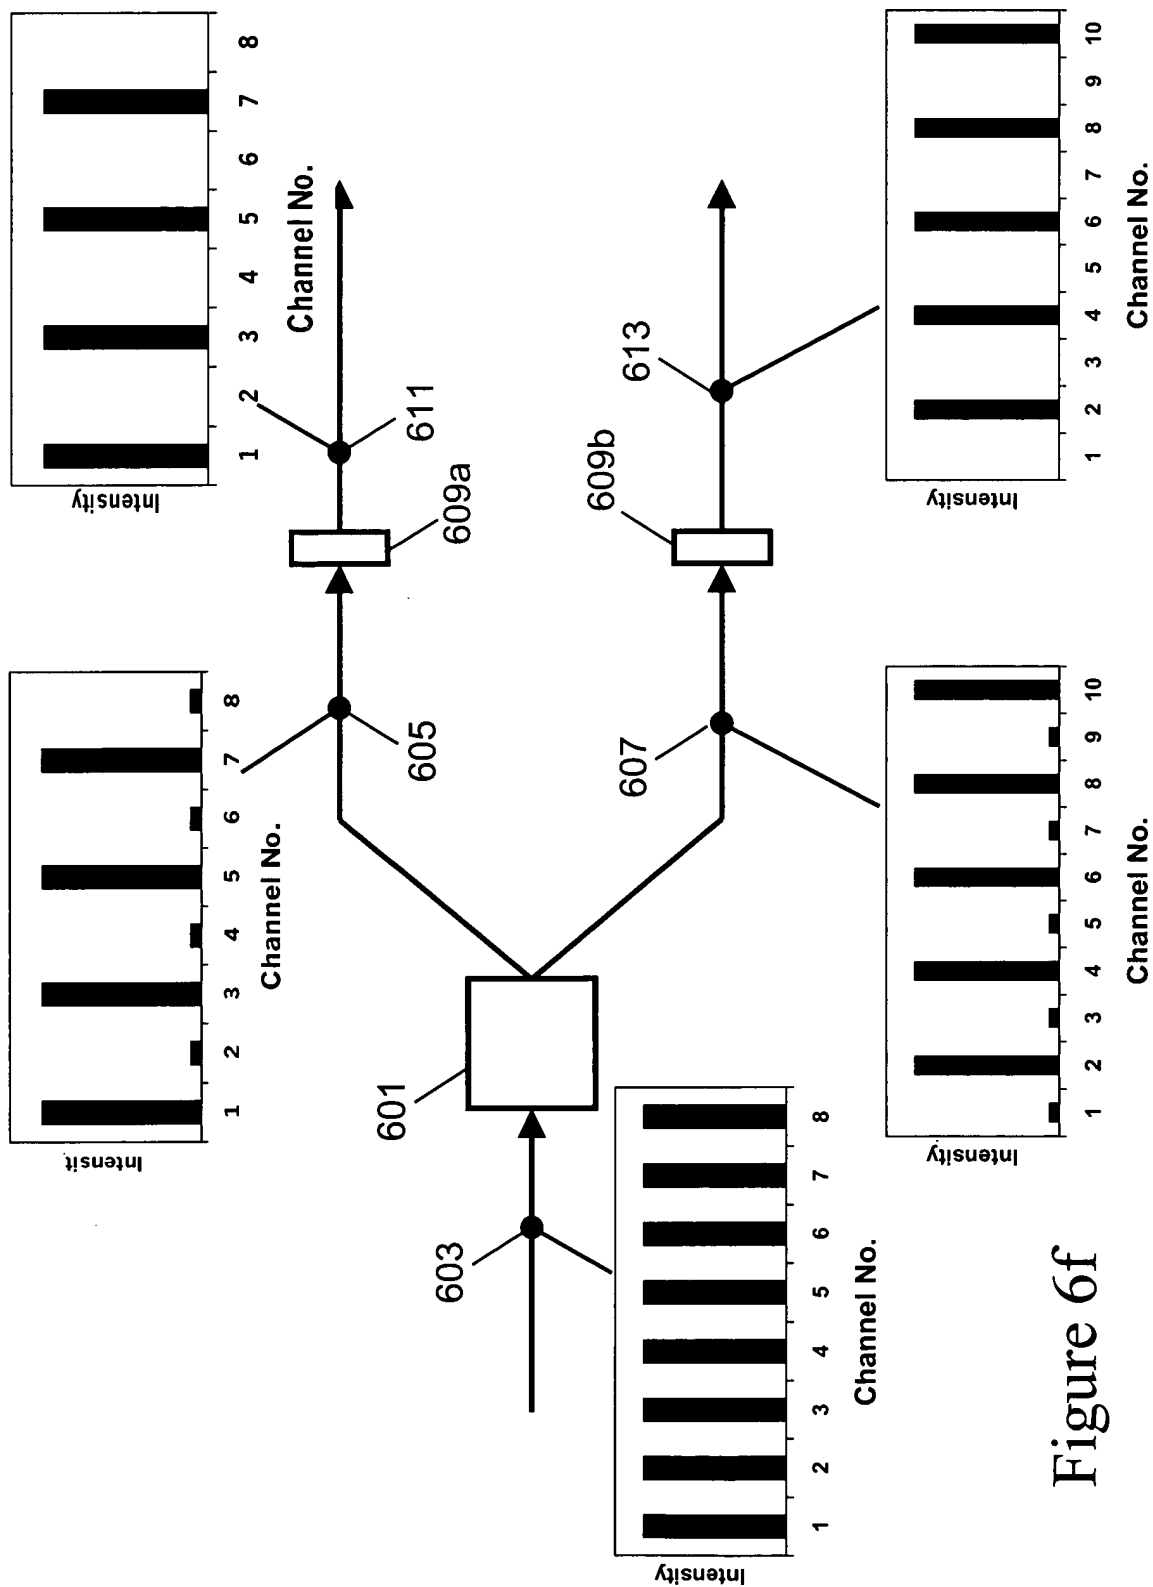 Intensity
1 2 3 4 5 6 7 8
Channel No.
Intensit
1 2 3 4 5 6 7 8
Channel No.
Intensity
1 2 3 4 5 6 7 8
Channel No.
603
601
605
609a
611
607
609b
613
Intensity
1 2 3 4 5 6 7 8 9 10
Channel No.
Intensity
1 2 3 4 5 6 7 8 9 10
Channel No.
Figure 6f